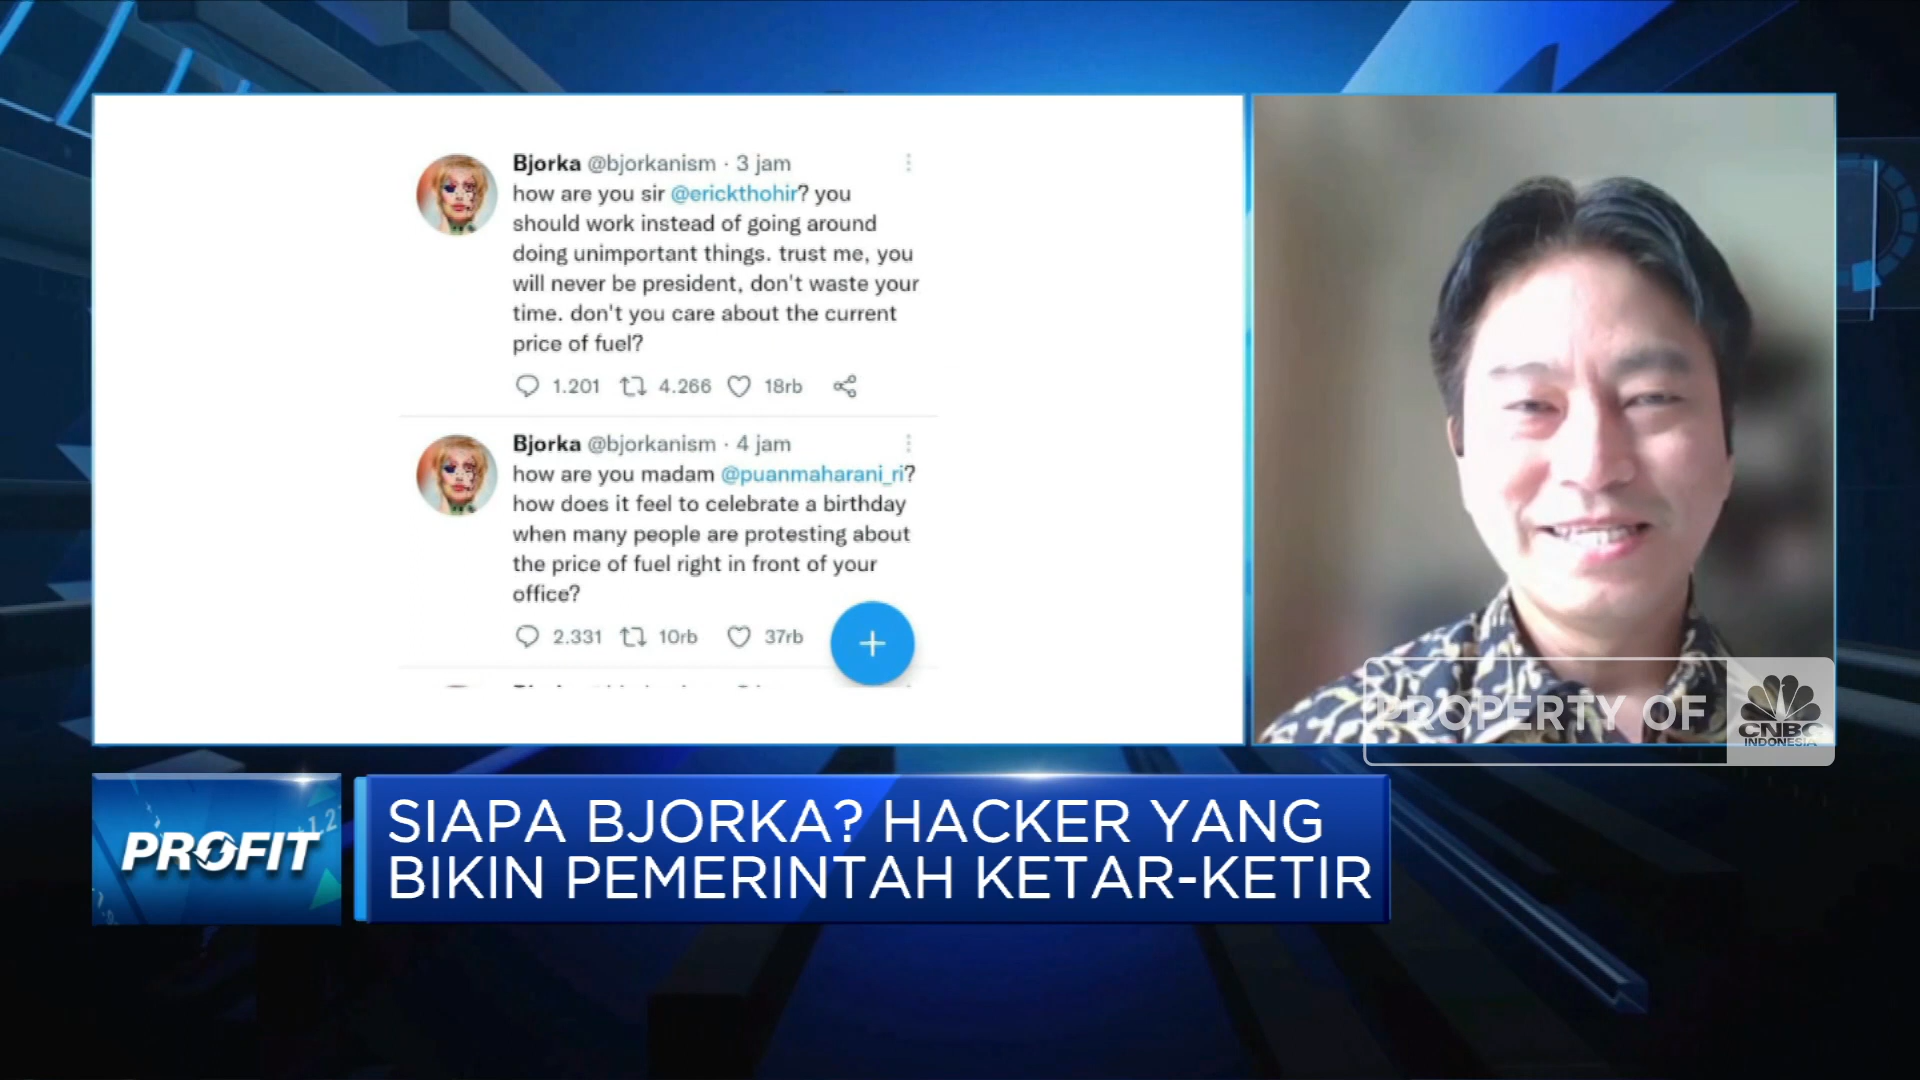 Bjorka @bjorkanism · 3 jam
how are you sir @erickthohir? you
should work instead of going around
doing unimportant things. trust me, you
will never be president, don't waste your
time. don't you care about the current
price of fuel?
1.201 4.266 18rb
Bjorka @bjorkanism · 4 jam
how are you madam @puanmaharani_ri?
how does it feel to celebrate a birthday
when many people are protesting about
the price of fuel right in front of your
office?
2.331 10rb 37rb
+
PROPERTY OF
CNBC
INDONESIA
PROFIT
SIAPA BJORKA? HACKER YANG
BIKIN PEMERINTAH KETAR-KETIR